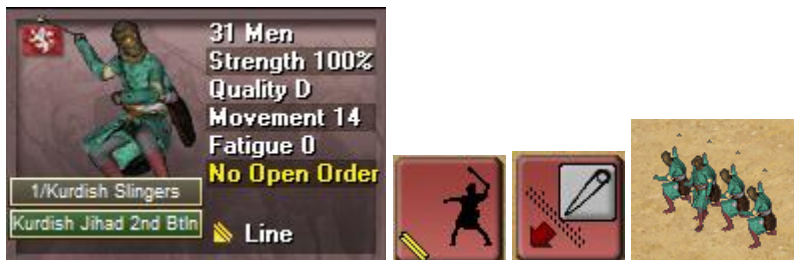 31 Men
Strength 100%
Quality D
Movement 14
Fatigue 0
No Open Order
1/Kurdish Slingers
Kurdish Jihad 2nd Btln
Line